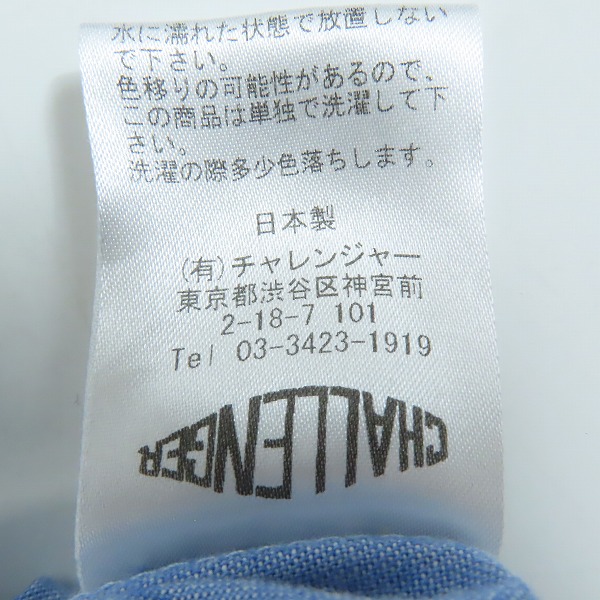 水に濡れた状態で放置しない
で下さい。
色移りの可能性があるので、
この商品は単独で洗濯して下
さい。
洗濯の際多少色落ちします。
日本製
(有)チャレンジャー
東京都渋谷区神宮前
2-18-7 101
Tel 03-3423-1919
CHALLENGER